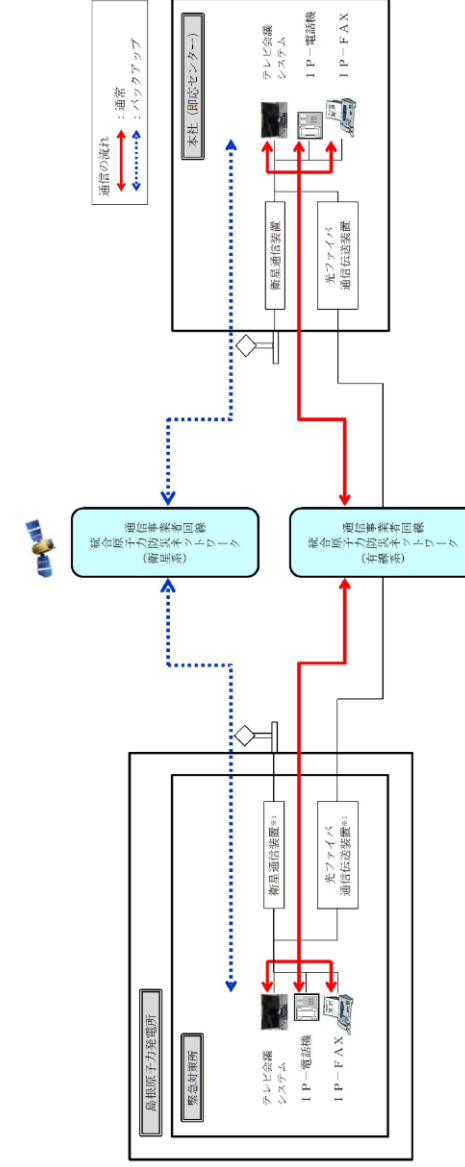 通信の流れ
：通常
：バックアップ
島根原子力発電所
緊急対策所
テレビ会議
システム
ＩＰ－電話機
ＩＰ－ＦＡＸ
衛星通信装置※1
光ファイバ
通信伝送装置※1
通信事業者回線
統合原子力防災ネットワーク
（衛星系）
通信事業者回線
統合原子力防災ネットワーク
（有線系）
本社（即応センター）
衛星通信装置
光ファイバ
通信伝送装置
テレビ会議
システム
ＩＰ－電話機
ＩＰ－ＦＡＸ